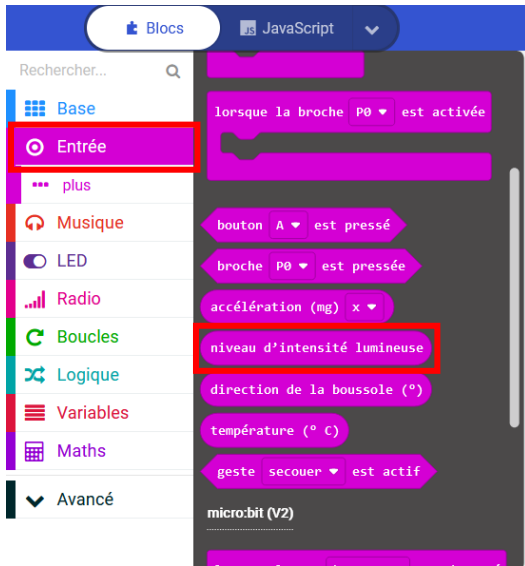 Blocs
JS JavaScript
Rechercher...
Base
Entrée
plus
Musique
LED
Radio
Boucles
Logique
Variables
Maths
Avancé
lorsque la broche P0 est activée
bouton A est pressé
broche P0 est pressée
accélération (mg) x
niveau d'intensité lumineuse
direction de la boussole (°)
température (° C)
geste secouer est actif
micro:bit (V2)